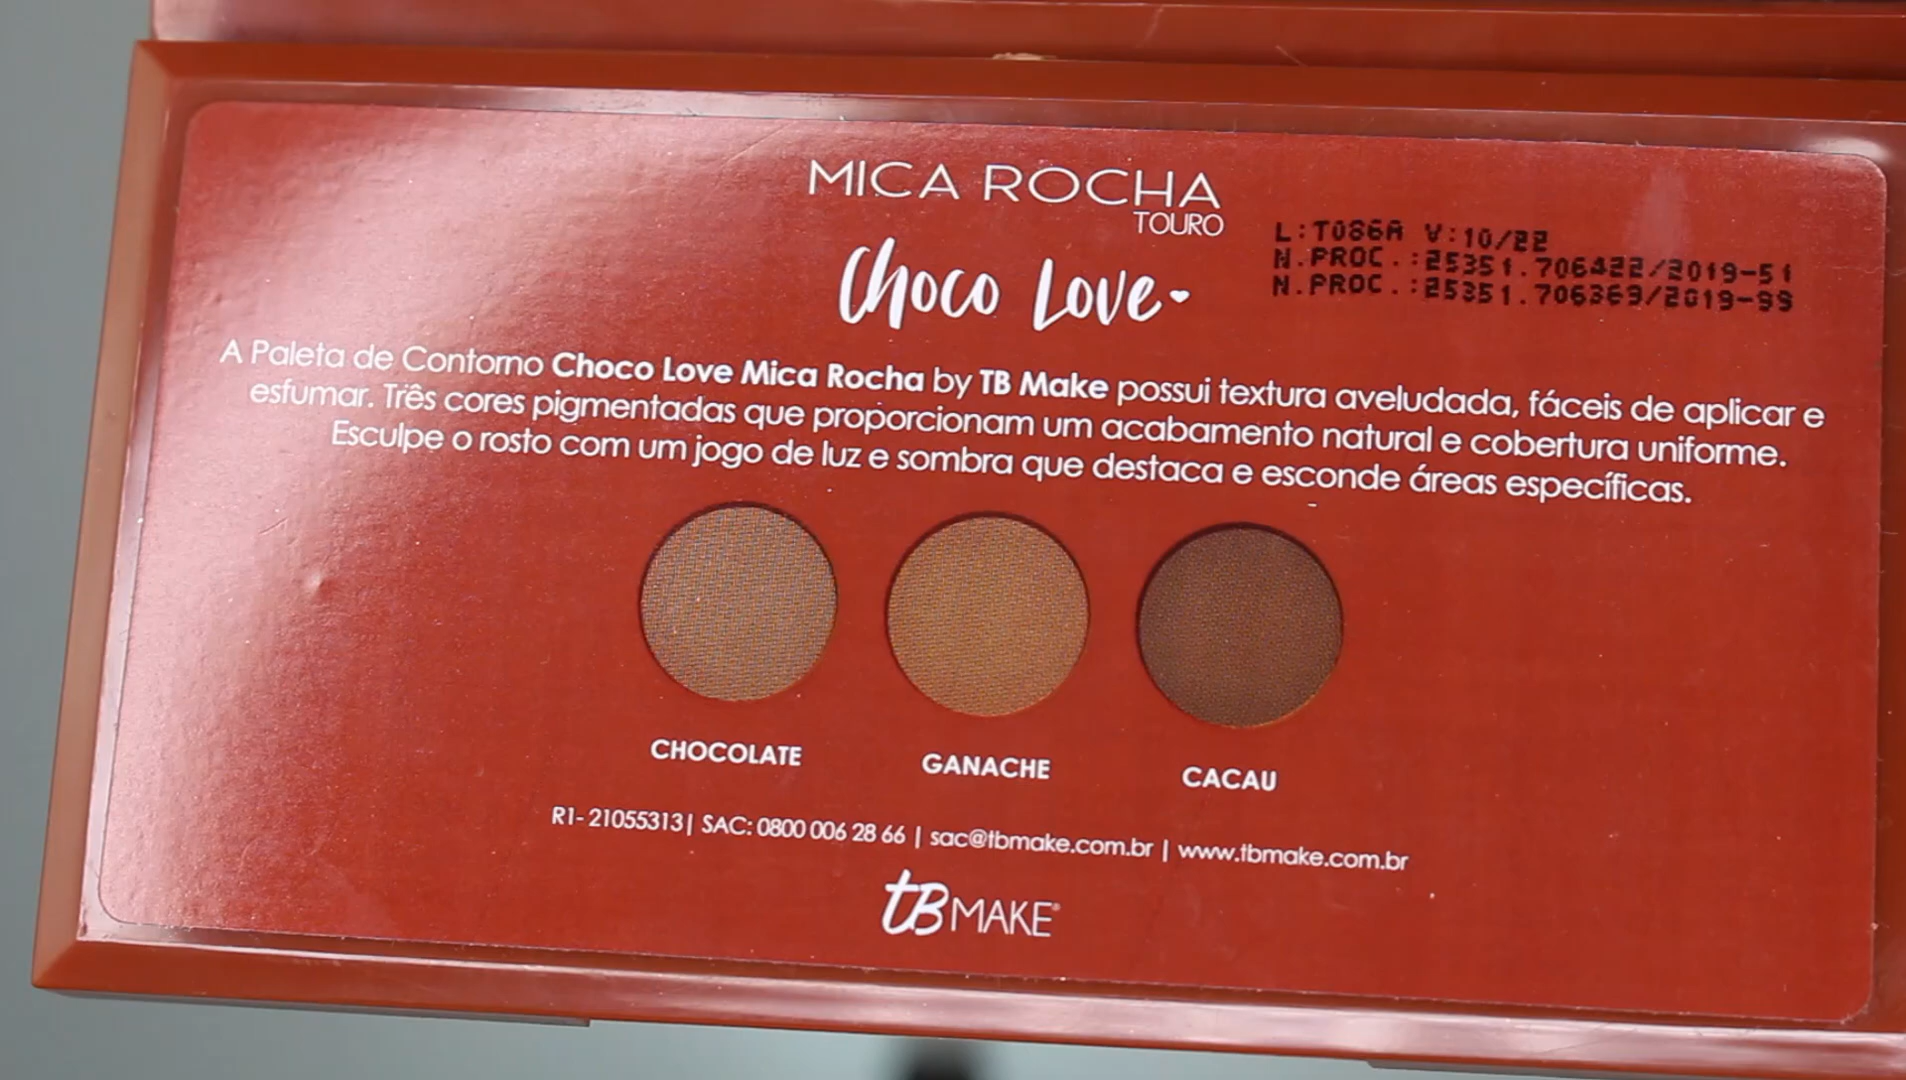 MICA ROCHA
TOURO
Choco Love
L:T086A V:10/22
N.PROC.:25351.706422/2019-51
N.PROC.:25351.706369/2019-99
A Paleta de Contorno Choco Love Mica Rocha by TB Make possui textura aveludada, fáceis de aplicar e
esfumar. Três cores pigmentadas que proporcionam um acabamento natural e cobertura uniforme.
Esculpe o rosto com um jogo de luz e sombra que destaca e esconde áreas específicas.
CHOCOLATE
GANACHE
CACAU
R1- 21055313| SAC: 0800 006 28 66 | sac@tbmake.com.br | www.tbmake.com.br
tB MAKE®